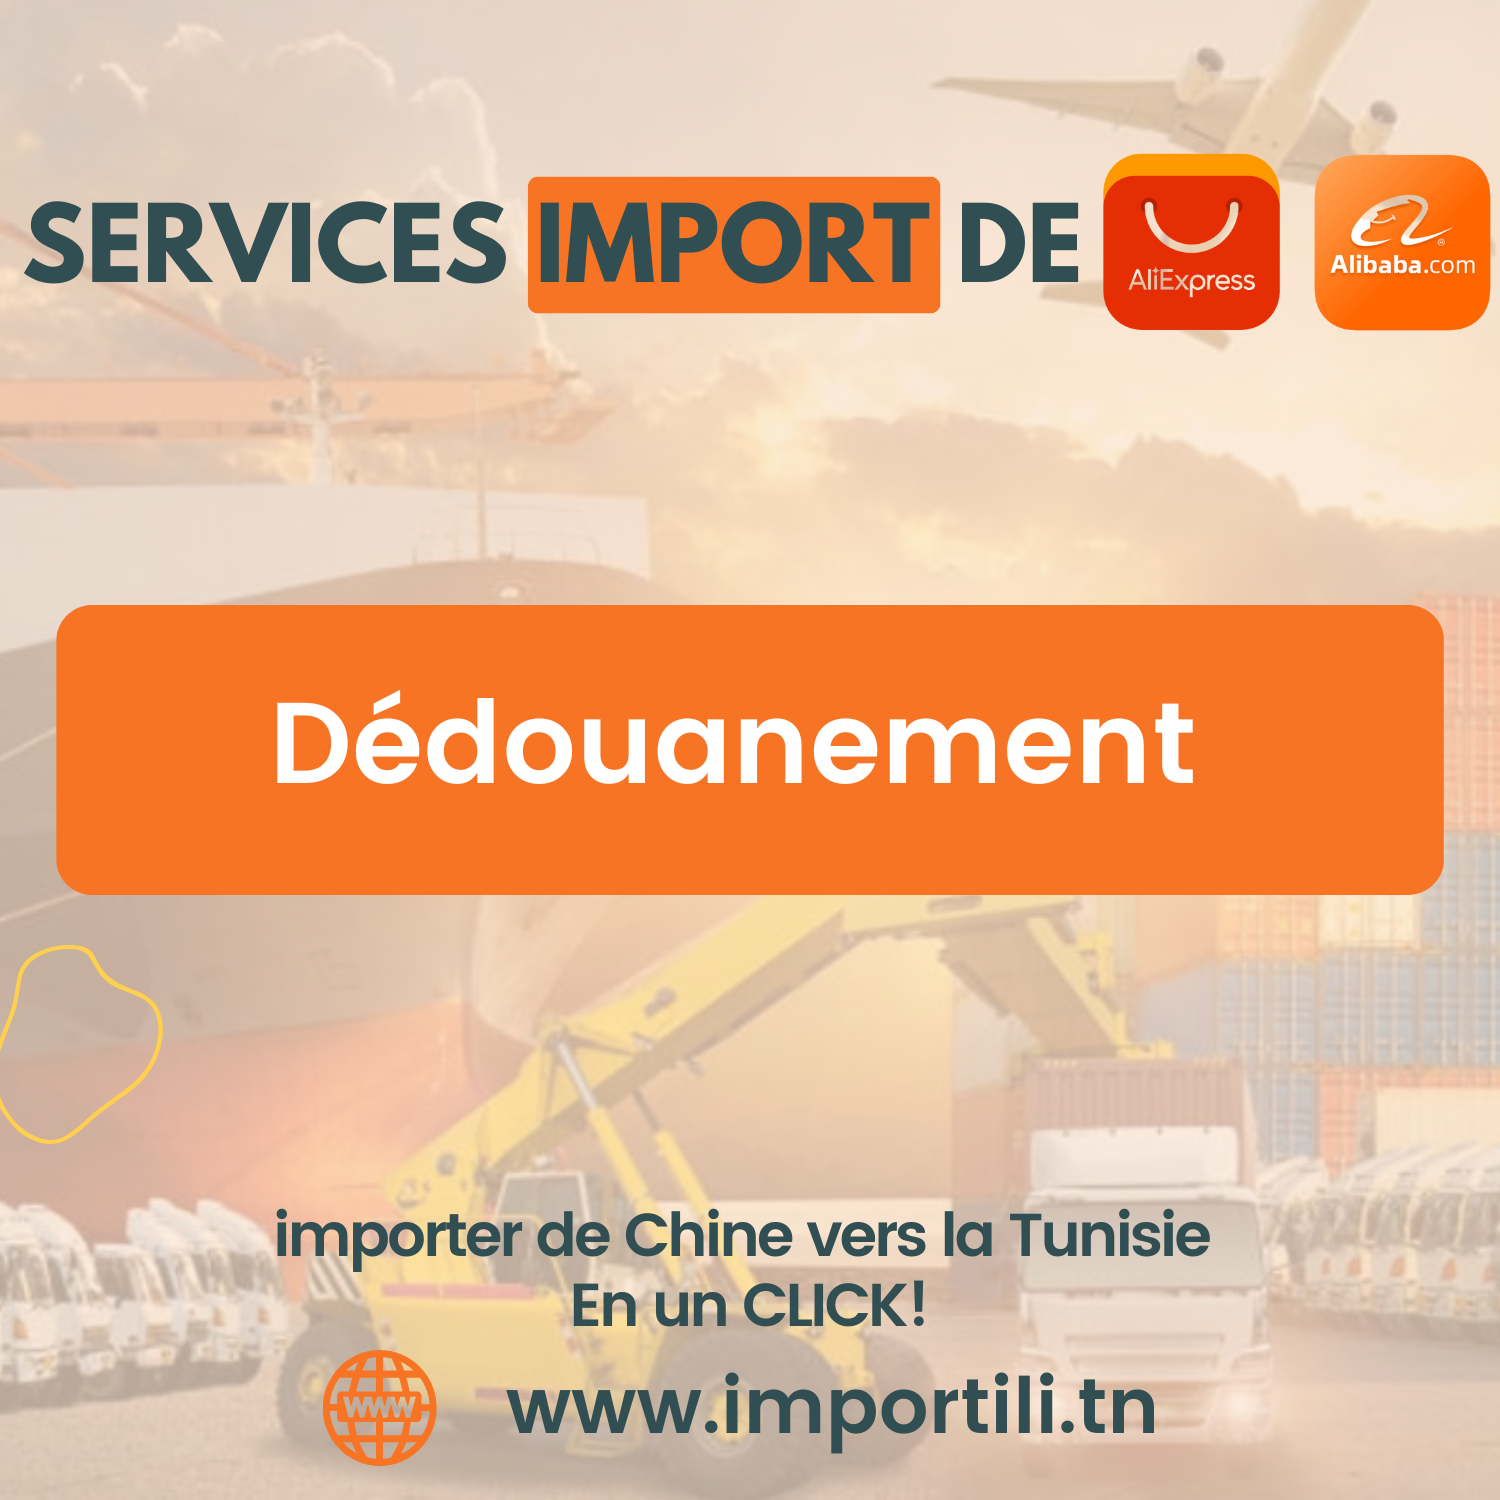 SERVICES IMPORT DE
AliExpress
Alibaba.com
Dédouanement
importer de Chine vers la Tunisie
En un CLICK!
www
www.importili.tn